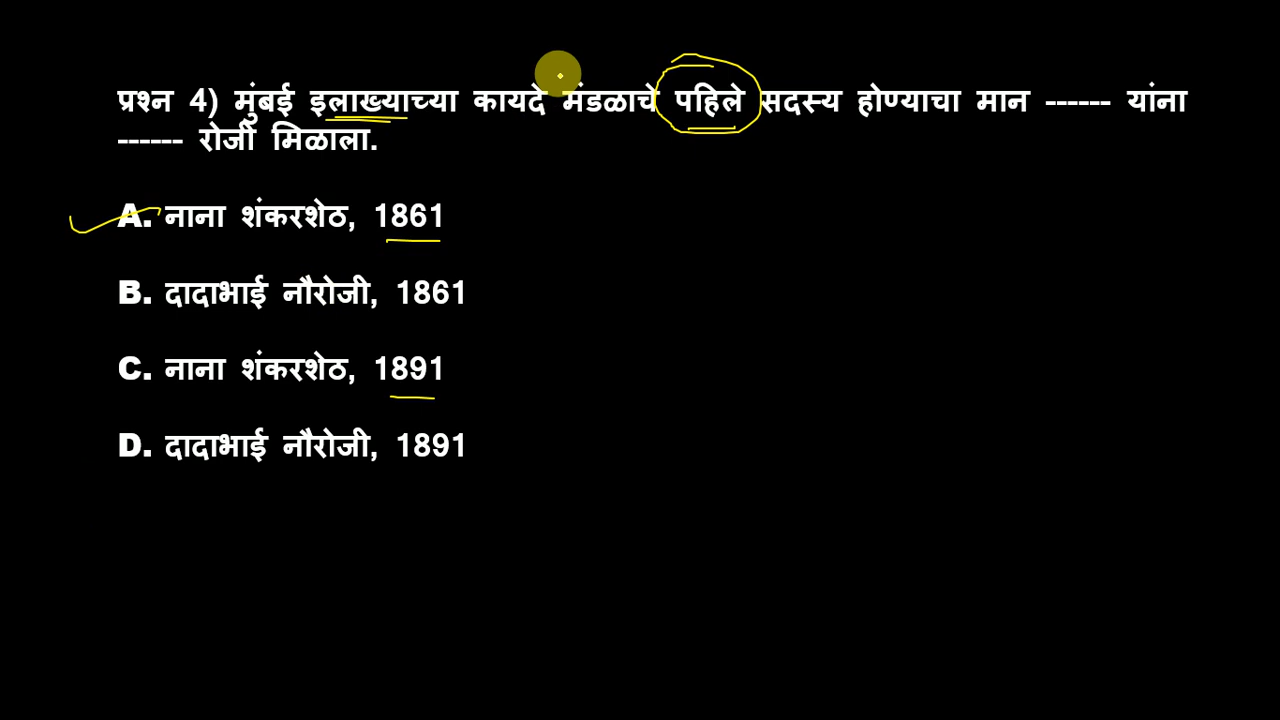 प्रश्न 4) मुंबई इलाख्याच्या कायदे मंडळाचे पहिले सदस्य होण्याचा मान ------ यांना
------ रोजी मिळाला.
A. नाना शंकरशेठ, 1861
B. दादाभाई नौरोजी, 1861
C. नाना शंकरशेठ, 1891
D. दादाभाई नौरोजी, 1891